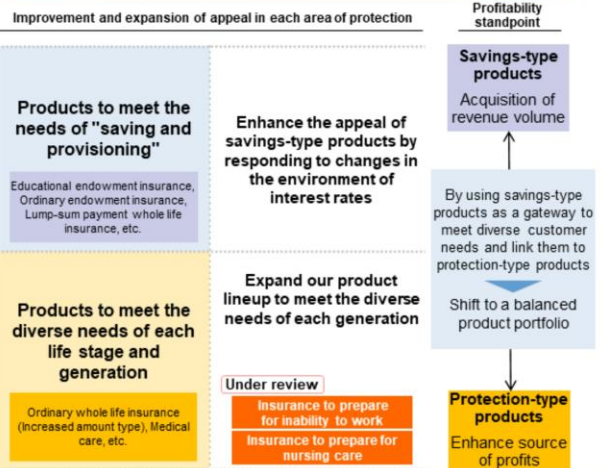 Improvement and expansion of appeal in each area of protection
Products to meet the
needs of "saving and
provisioning"
Educational endowment insurance,
Ordinary endowment insurance,
Lump-sum payment whole life
insurance, etc.
Enhance the appeal of
savings-type products by
responding to changes in
the environment of
interest rates
Products to meet the
diverse needs of each
life stage and
generation
Ordinary whole life insurance
(Increased amount type), Medical
care, etc.
Expand our product
lineup to meet the diverse
needs of each generation
Under review
Insurance to prepare
for inability to work
Insurance to prepare for
nursing care
Profitability
standpoint
Savings-type
products
Acquisition of
revenue volume
By using savings-type
products as a gateway to
meet diverse customer
needs and link them to
protection-type products
Shift to a balanced
product portfolio
Protection-type
products
Enhance source
of profits